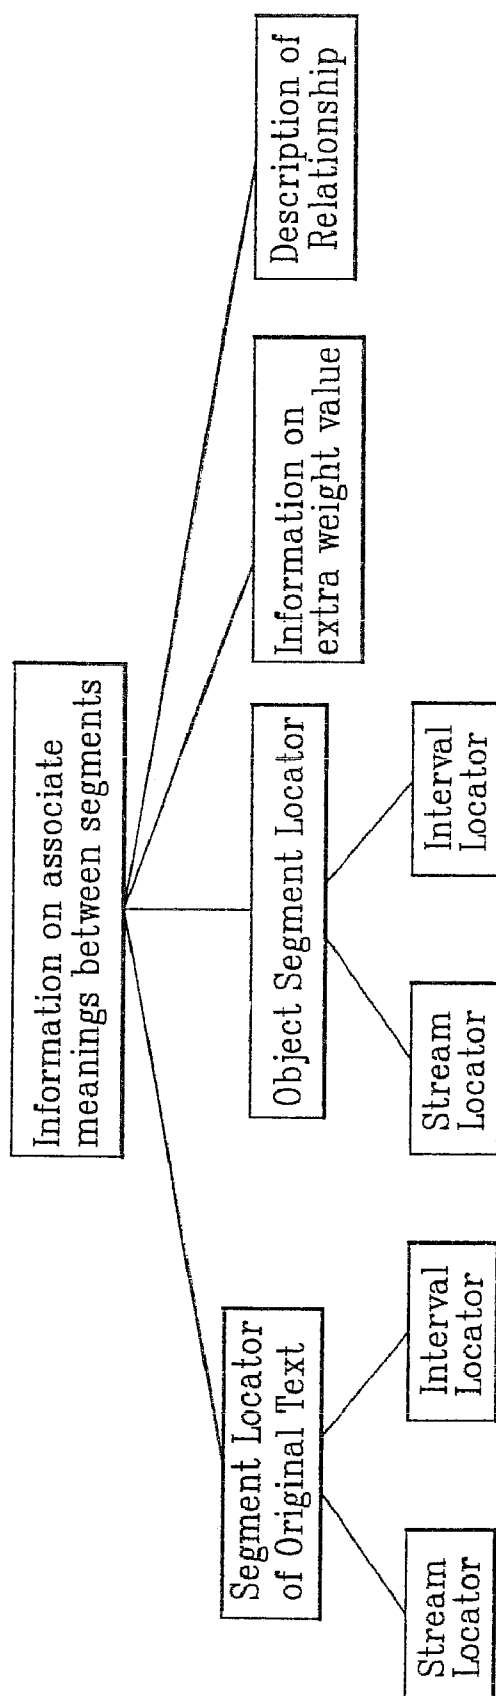 Information on associate
meanings between segments
Segment Locator
of Original Text
Object Segment Locator
Information on
extra weight value
Description of
Relationship
Stream
Locator
Interval
Locator
Stream
Locator
Interval
Locator